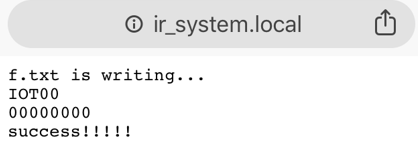 ir_system.local
f.txt is writing...
IOT00
00000000
success!!!!!